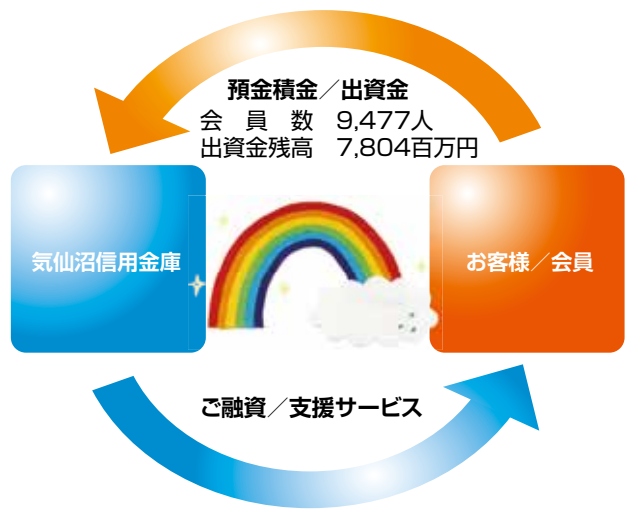 預金積金／出資金
会員数 9,477人
出資金残高 7,804百万円
気仙沼信用金庫
お客様／会員
ご融資／支援サービス